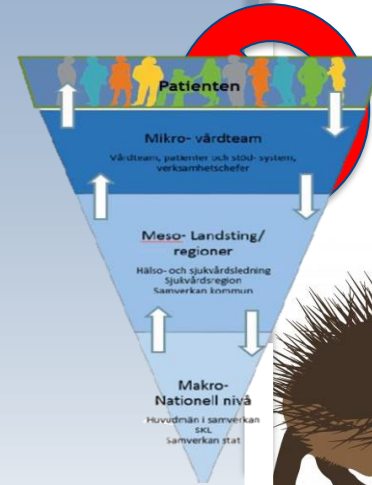 Patienten
Mikro- vårdteam
Vårdteam, patienter och stöd- system,
verksamhetschefer
Meso- Landsting/
regioner
Hälso- och sjukvårdsledning
Sjukvårdsregion
Samverkan kommun
Makro-
Nationell nivå
Huvudmän i samverkan
SKL
Samverkan stat